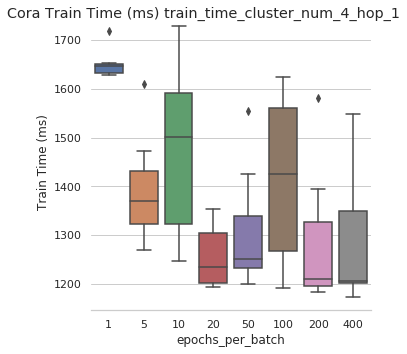 Cora Train Time (ms) train_time_cluster_num_4_hop_1
1700
1600
1500
1400
1300
1200
Train Time (ms)
1 5 10 20 50 100 200 400
epochs_per_batch